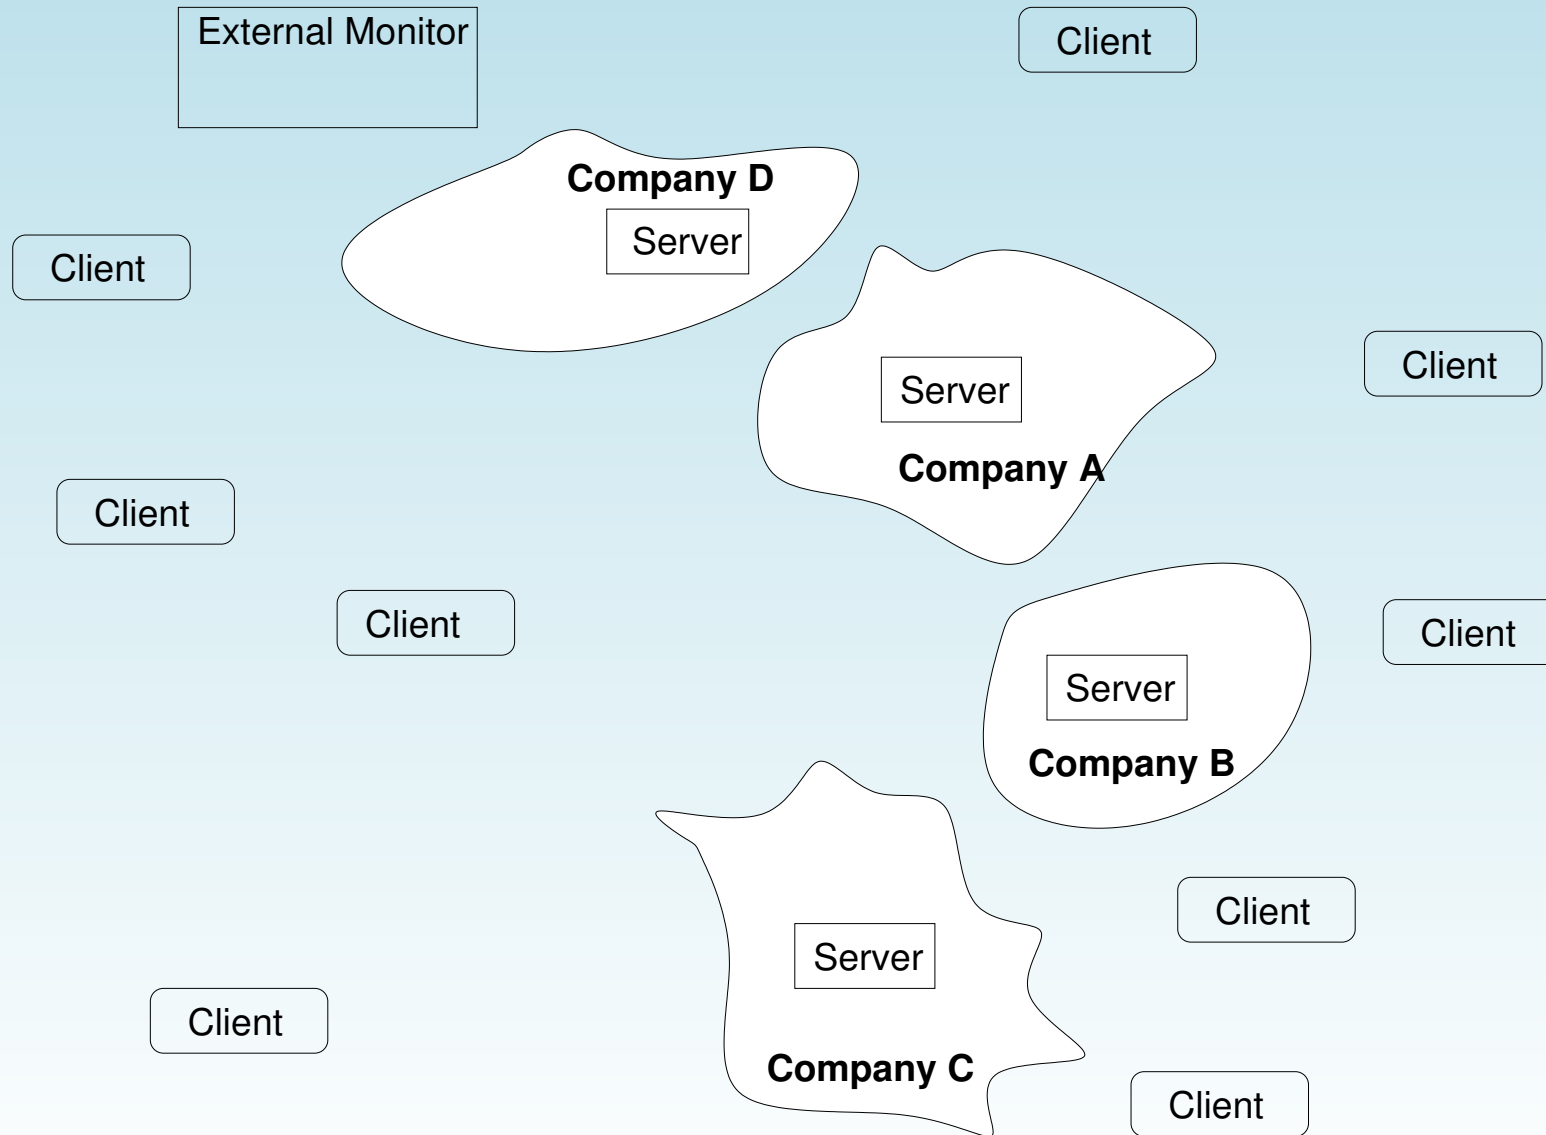 External Monitor
Client
Company D
Server
Client
Client
Server
Company A
Client
Client
Client
Server
Company B
Client
Server
Client
Company C
Client